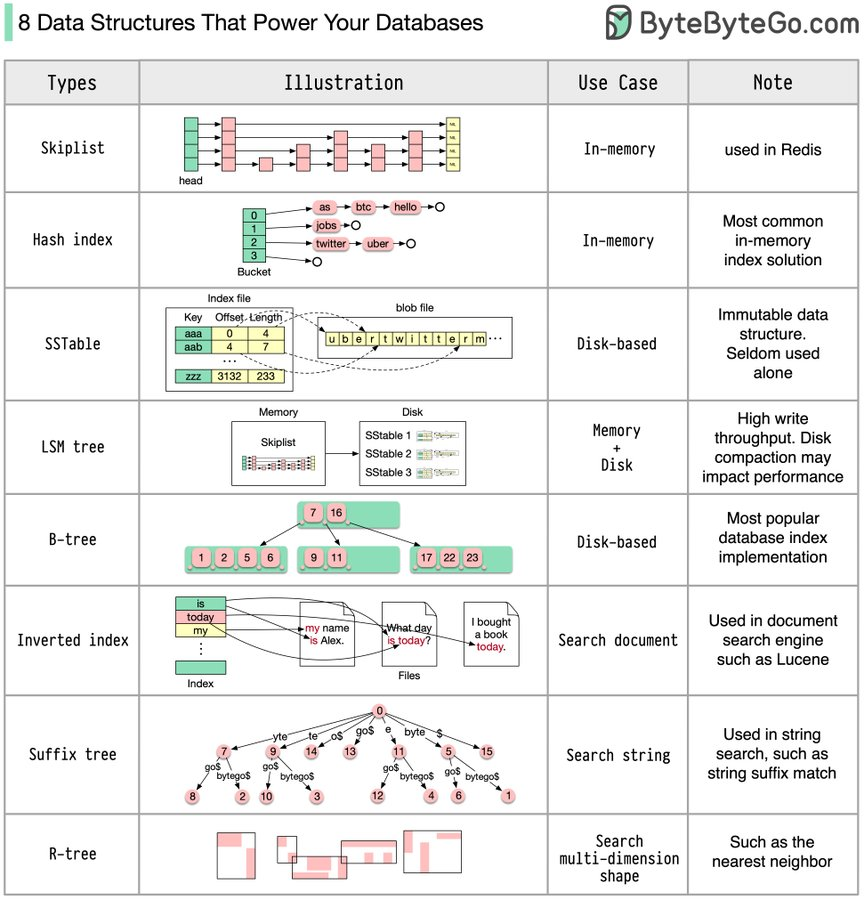 8 Data Structures That Power Your Databases
ByteByteGo.com
Types
Illustration
Use Case
Note
Skiplist
head
In-memory
used in Redis
Hash index
0
1
2
3
Bucket
as
btc
hello
jobs
twitter
uber
In-memory
Most common
in-memory
index solution
SSTable
Index file
Key Offset Length
aaa 0 4
aab 4 7
...
zzz 3132 233
blob file
u b e r t w i t t e r m ...
Disk-based
Immutable data
structure.
Seldom used
alone
LSM tree
Memory
Skiplist
Disk
SStable 1
SStable 2
SStable 3
Memory
+
Disk
High write
throughput. Disk
compaction may
impact performance
B-tree
7 16
1 2 5 6
9 11
17 22 23
Disk-based
Most popular
database index
implementation
Inverted index
is
today
my
Index
my name
is Alex.
What day
is today?
I bought
a book
today.
Files
Search document
Used in document
search engine
such as Lucene
Suffix tree
0
yte te o$ go$ e byte $
7 9 14 13 11 5 15
go$ bytego$ go$ bytego$ go$ bytego$ go$ bytego$
8 2 10 3 12 4 6 1
Search string
Used in string
search, such as
string suffix match
R-tree
Search
multi-dimension
shape
Such as the
nearest neighbor